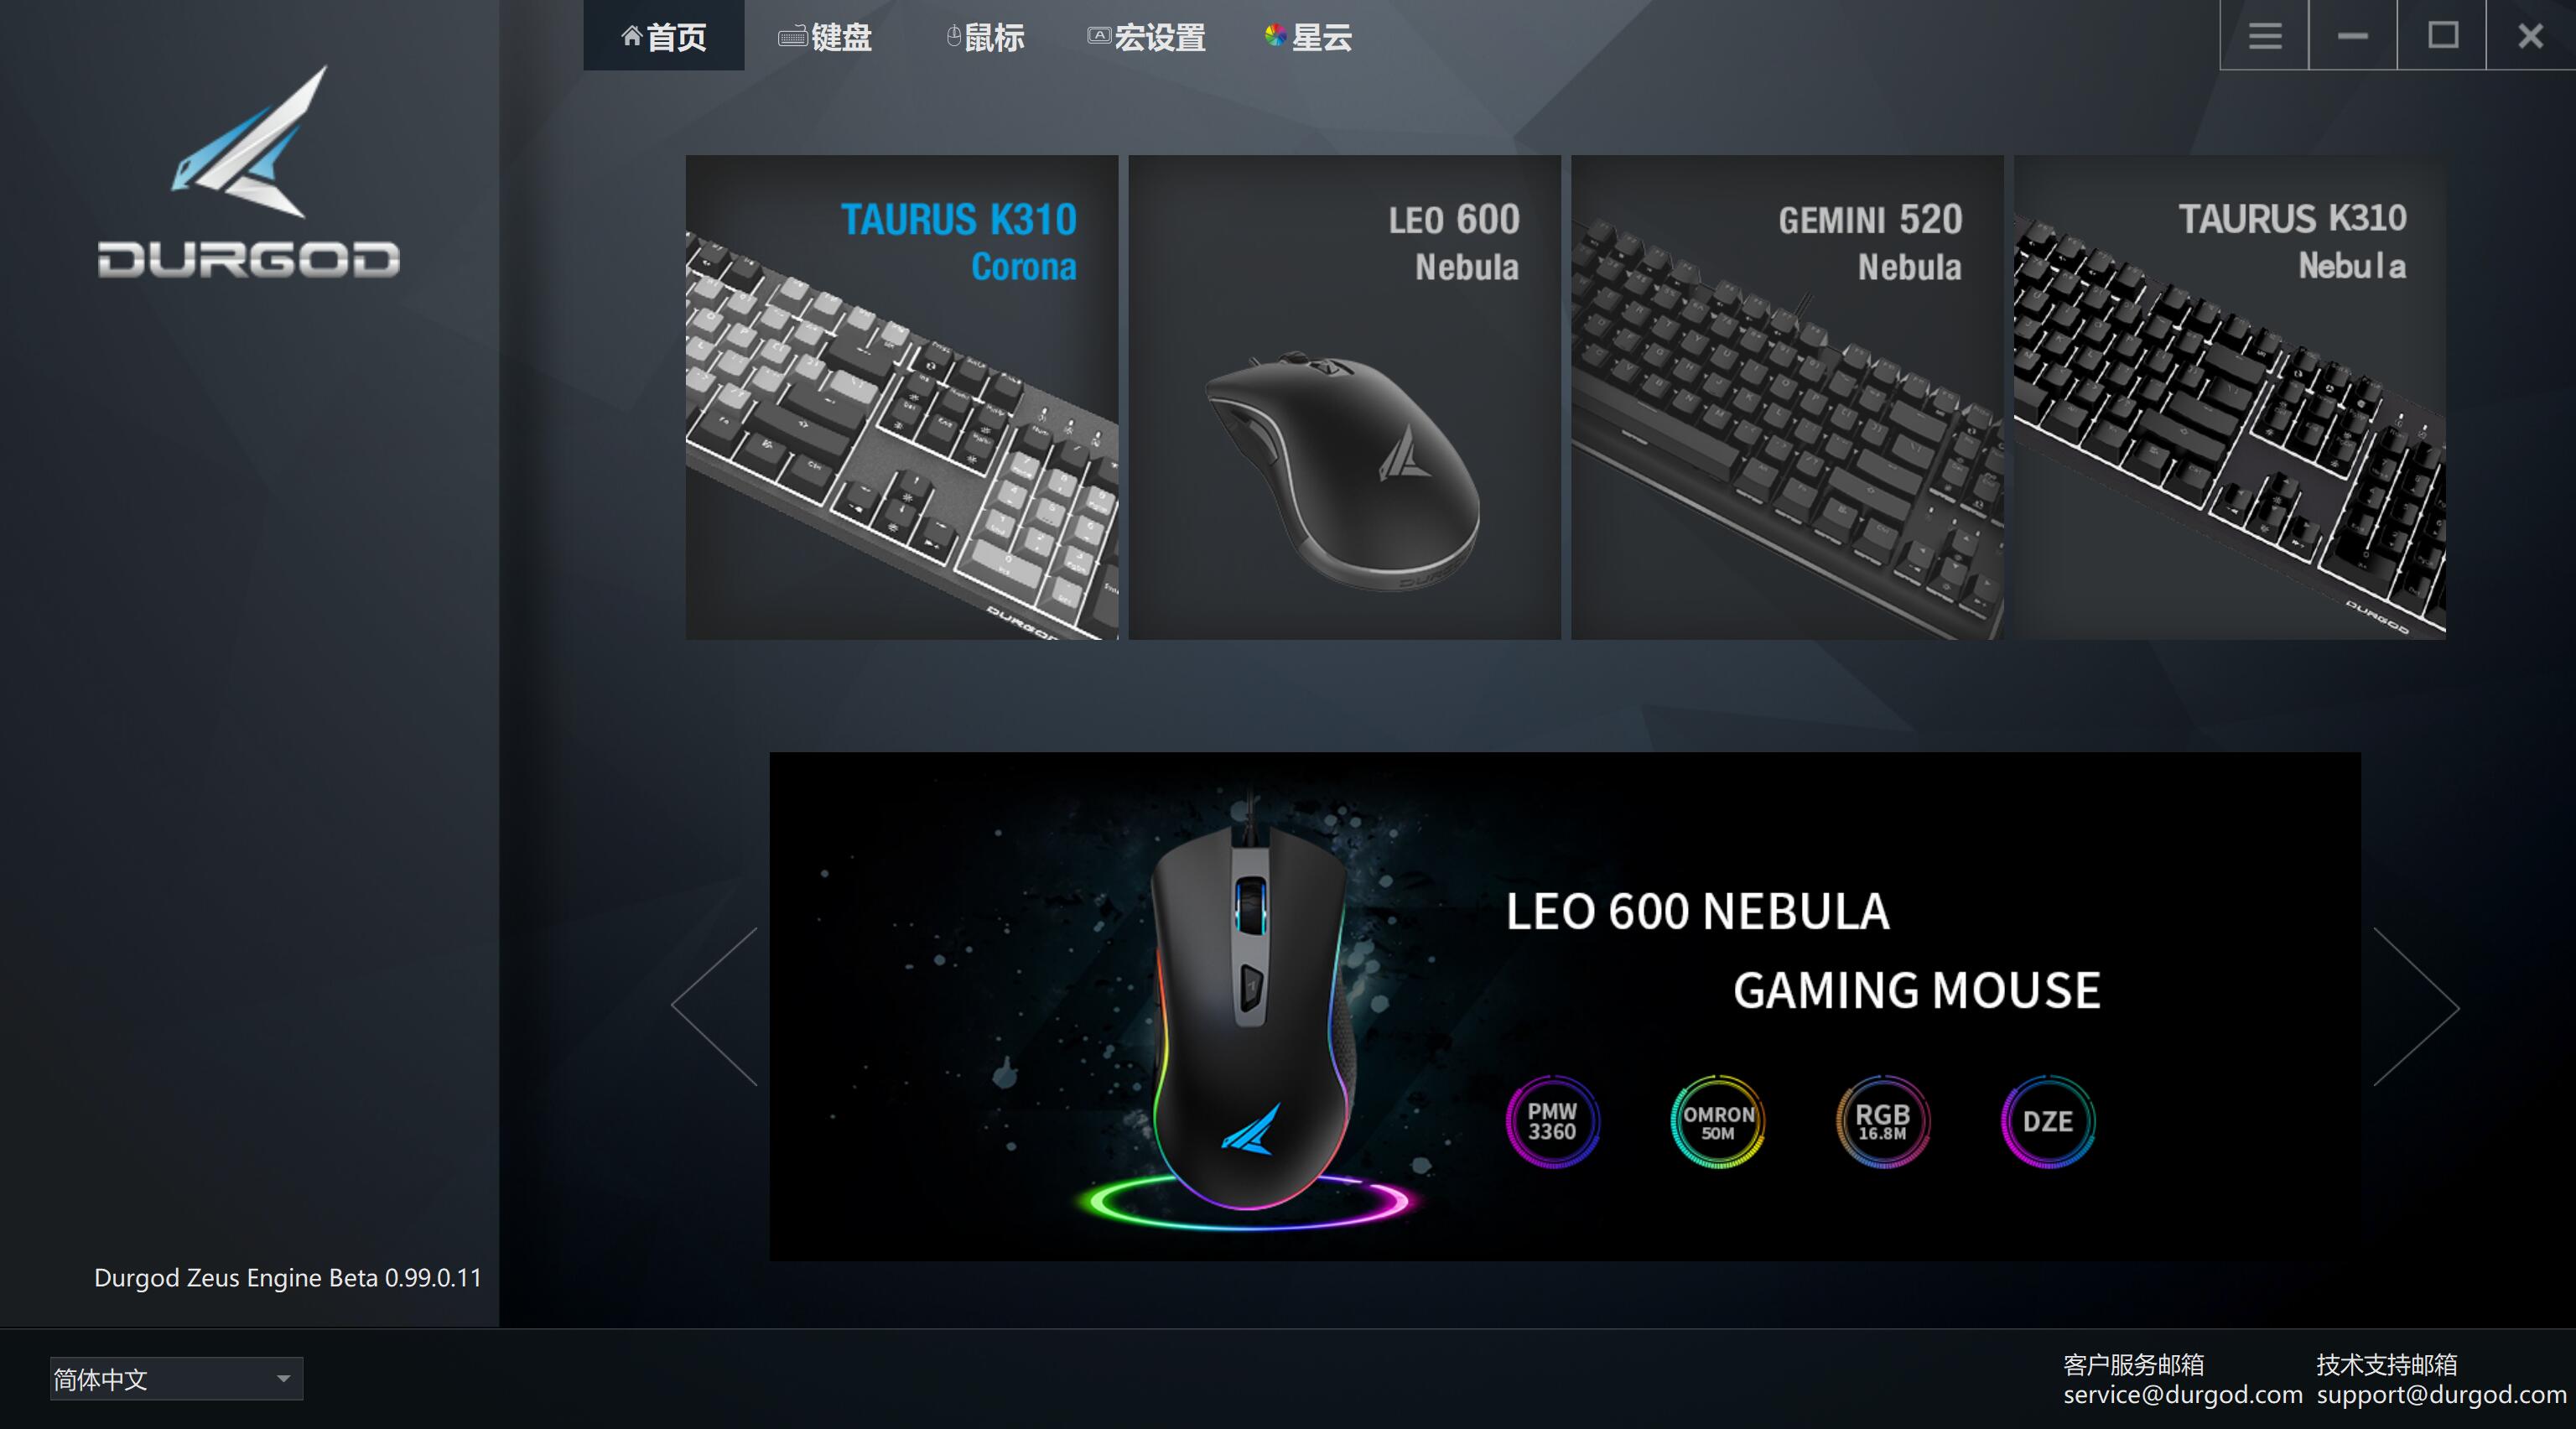 首页
键盘
鼠标
宏设置
星云
DURGOD
TAURUS K310
Corona
LEO 600
Nebula
GEMINI 520
Nebula
TAURUS K310
Nebula
DURGOD
DURGOD
DURGOD
LEO 600 NEBULA
GAMING MOUSE
PMW
3360
OMRON
50M
RGB
16.8M
DZE
Durgod Zeus Engine Beta 0.99.0.11
简体中文
客户服务邮箱
service@durgod.com
技术支持邮箱
support@durgod.com